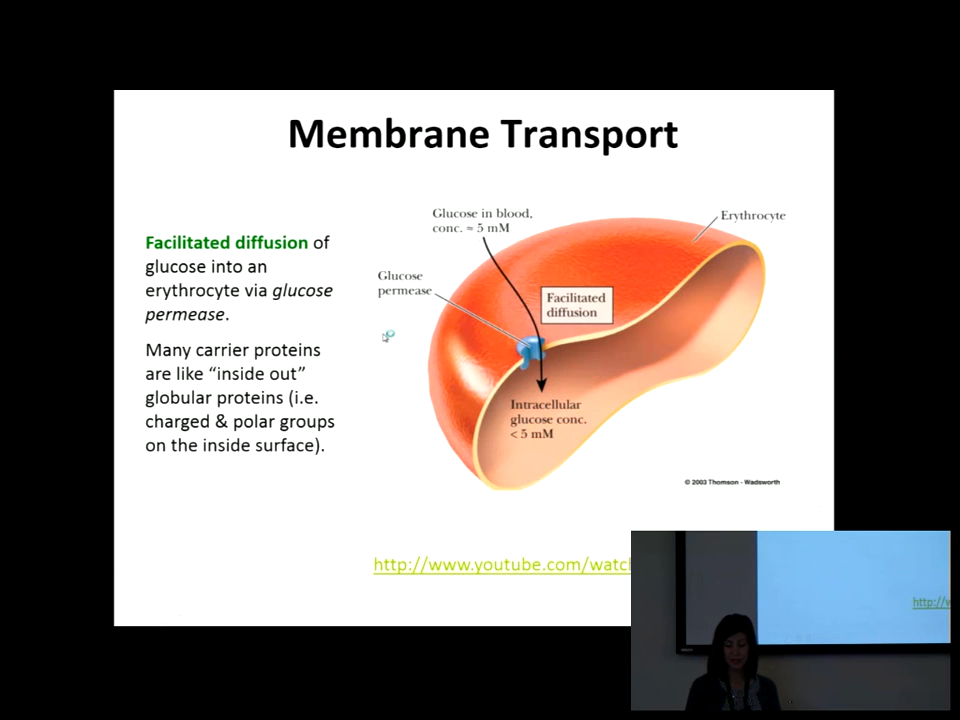 Membrane Transport
Facilitated diffusion of
glucose into an
erythrocyte via glucose
permease.
Many carrier proteins
are like “inside out”
globular proteins (i.e.
charged & polar groups
on the inside surface).
Glucose in blood,
conc. ≈ 5 mM
Erythrocyte
Glucose
permease
Facilitated
diffusion
Intracellular
glucose conc.
< 5 mM
© 2003 Thomson - Wadsworth
http://www.youtube.com/watc
http://w